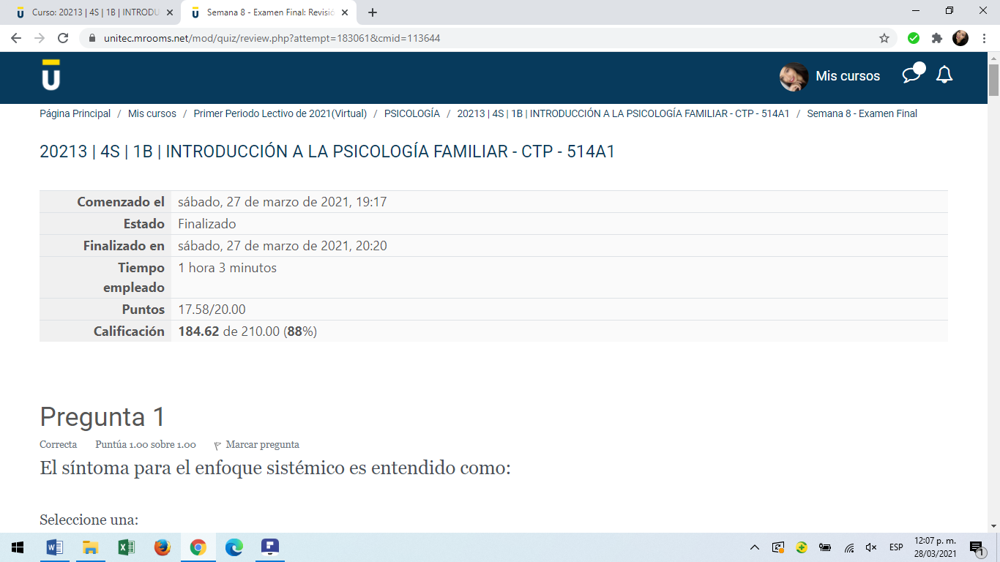 Curso: 20213 | 4S | 1B | INTRODU
Semana 8 - Examen Final: Revisió
unitec.mrooms.net/mod/quiz/review.php?attempt=183061&cmid=113644
U
Mis cursos
Página Principal / Mis cursos / Primer Periodo Lectivo de 2021(Virtual) / PSICOLOGÍA / 20213 | 4S | 1B | INTRODUCCIÓN A LA PSICOLOGÍA FAMILIAR - CTP - 514A1 / Semana 8 - Examen Final
20213 | 4S | 1B | INTRODUCCIÓN A LA PSICOLOGÍA FAMILIAR - CTP - 514A1
Comenzado el sábado, 27 de marzo de 2021, 19:17
Estado Finalizado
Finalizado en sábado, 27 de marzo de 2021, 20:20
Tiempo empleado 1 hora 3 minutos
Puntos 17.58/20.00
Calificación 184.62 de 210.00 (88%)
Pregunta 1
Correcta Puntúa 1.00 sobre 1.00 Marcar pregunta
El síntoma para el enfoque sistémico es entendido como:
Seleccione una:
ESP
12:07 p. m.
28/03/2021
1